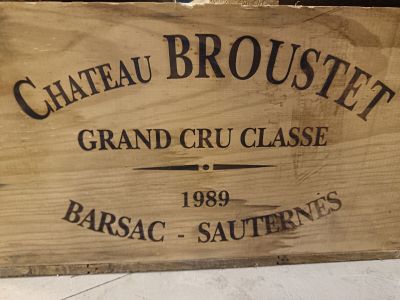 CHATEAU BROUSTET
GRAND CRU CLASSE
1989
BARSAC - SAUTERNES